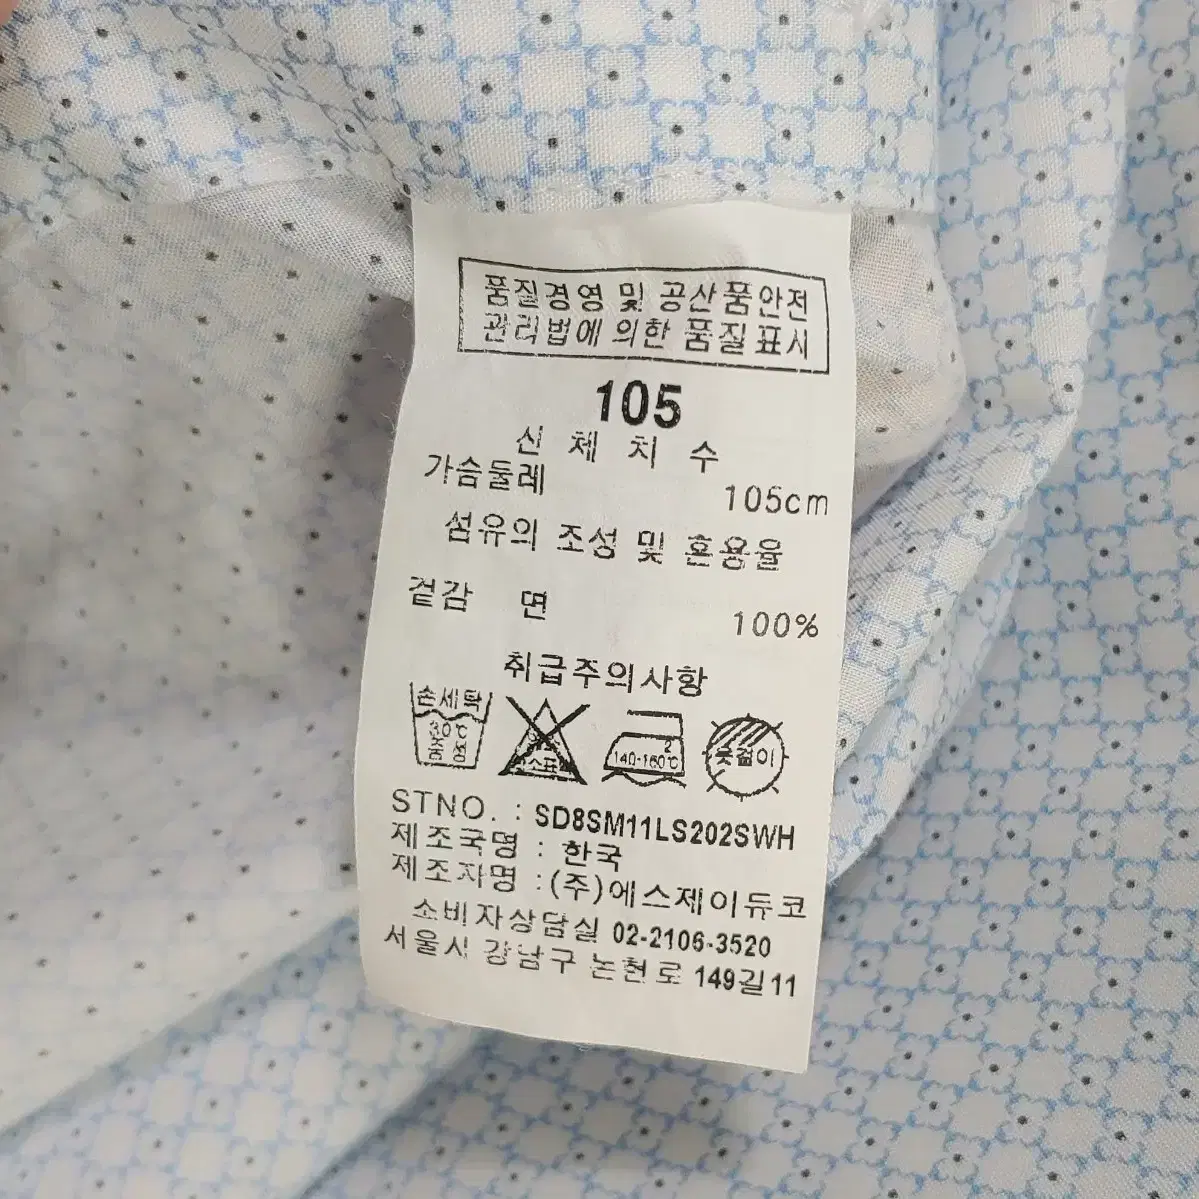 품질경영 및 공산품안전
관리법에 의한 품질표시
105
신 체 치 수
가슴둘레 105cm
섬유의 조성 및 혼용율
겉감 면 100%
취급주의사항
손세탁
30℃
중성
2
140-160℃
옷걸이
STNO. : SD8SM11LS202SWH
제조국명 : 한국
제조자명 : (주)에스제이듀코
소비자상담실 02-2106-3520
서울시 강남구 논현로 149길11